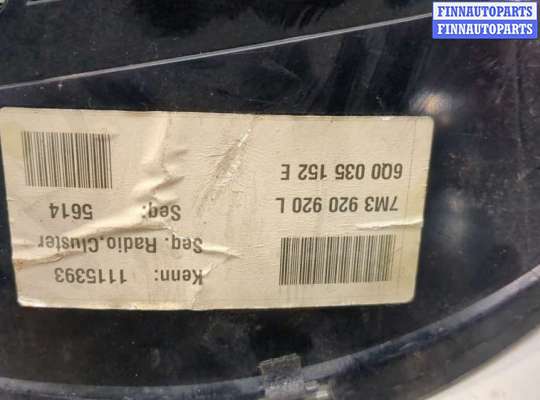 FINNAUTOPARTS
FINNAUTOPARTS
Kenn: 1115393
Seq. Radio.Cluster
Seq: 5614
7M3 920 920 L
6Q0 035 152 E